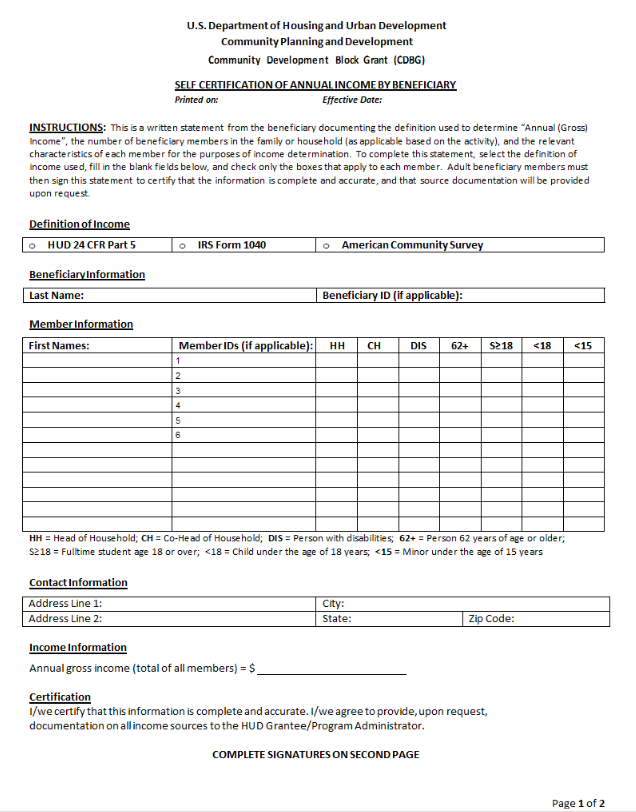 U.S. Department of Housing and Urban Development
Community Planning and Development
Community Development Block Grant (CDBG)
SELF CERTIFICATION OF ANNUAL INCOME BY BENEFICIARY
Printed on: Effective Date:
INSTRUCTIONS: This is a written statement from the beneficiary documenting the definition used to determine "Annual (Gross)
Income", the number of beneficiary members in the family or household (as applicable based on the activity), and the relevant
characteristics of each member for the purposes of income determination. To complete this statement, select the definition of
income used, fill in the blank fields below, and check only the boxes that apply to each member. Adult beneficiary members must
then sign this statement to certify that the information is complete and accurate, and that source documentation will be provided
upon request.
Definition of Income
o HUD 24 CFR Part 5 o IRS Form 1040 o American Community Survey
Beneficiary Information
Last Name: Beneficiary ID (if applicable):
Member Information
First Names: Member IDs (if applicable): HH CH DIS 62+ S≥18 <18 <15
1
2
3
4
5
6
HH = Head of Household; CH = Co-Head of Household; DIS = Person with disabilities; 62+ = Person 62 years of age or older;
S≥18 = Fulltime student age 18 or over; <18 = Child under the age of 18 years; <15 = Minor under the age of 15 years
Contact Information
Address Line 1: City:
Address Line 2: State: Zip Code:
Income Information
Annual gross income (total of all members) = $
Certification
I/we certify that this information is complete and accurate. I/we agree to provide, upon request,
documentation on all income sources to the HUD Grantee/Program Administrator.
COMPLETE SIGNATURES ON SECOND PAGE
Page 1 of 2